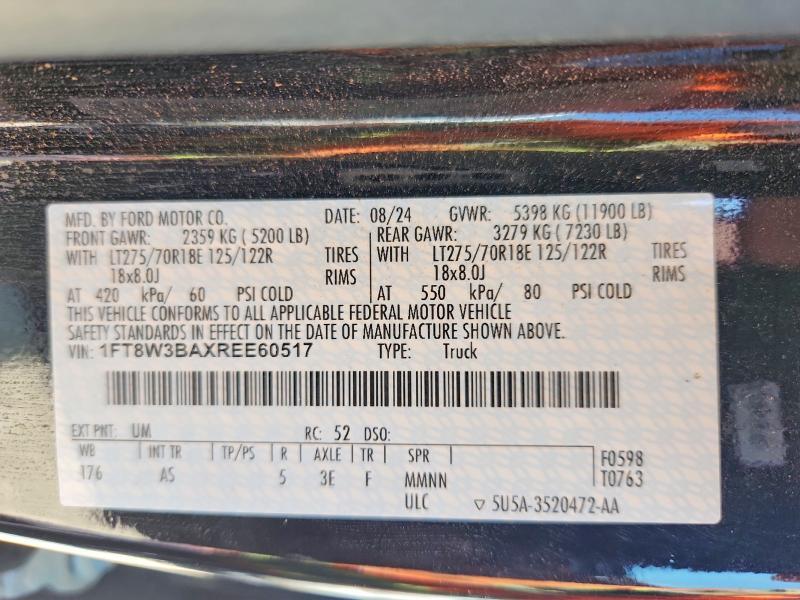 MFD. BY FORD MOTOR CO. DATE: 08/24 GVWR: 5398 KG (11900 LB)
FRONT GAWR: 2359 KG ( 5200 LB) REAR GAWR: 3279 KG ( 7230 LB)
WITH LT275/70R18E 125/122R TIRES WITH LT275/70R18E 125/122R TIRES
18x8.0J RIMS 18x8.0J RIMS
AT 420 kPa/ 60 PSI COLD AT 550 kPa/ 80 PSI COLD
THIS VEHICLE CONFORMS TO ALL APPLICABLE FEDERAL MOTOR VEHICLE
SAFETY STANDARDS IN EFFECT ON THE DATE OF MANUFACTURE SHOWN ABOVE.
VIN: 1FT8W3BAXREE60517 TYPE: Truck
EXT PNT: UM RC: 52 DSO:
WB INT TR TP/PS R AXLE TR SPR F0598
176 AS 5 3E F MMNN T0763
ULC 5U5A-3520472-AA